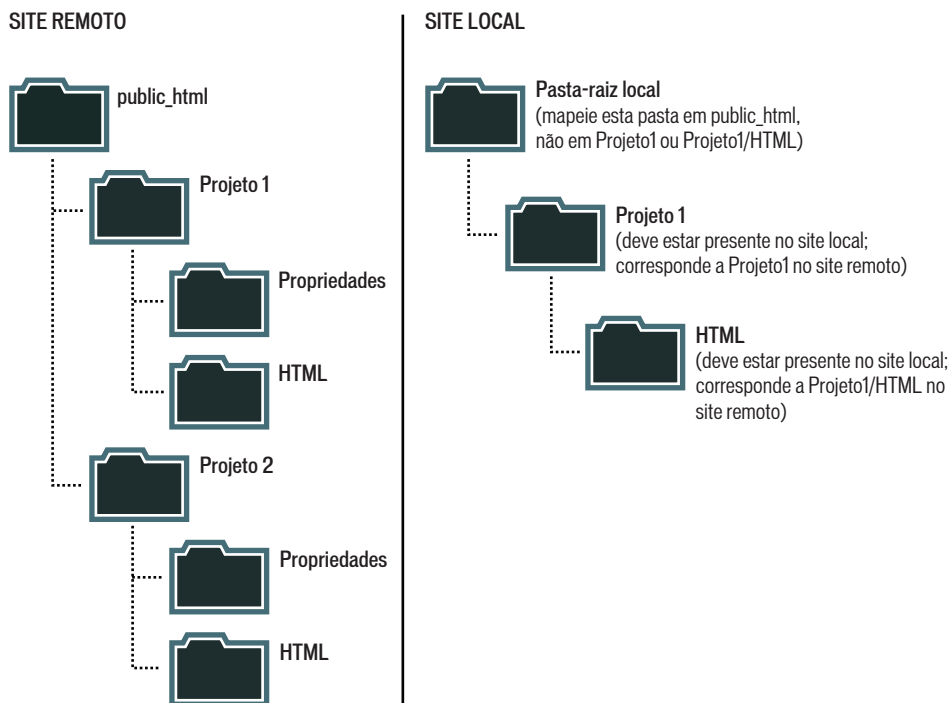 SITE REMOTO
public_html
Projeto 1
Propriedades
HTML
Projeto 2
Propriedades
HTML
SITE LOCAL
Pasta-raiz local
(mapeie esta pasta em public_html,
não em Projeto1 ou Projeto1/HTML)
Projeto 1
(deve estar presente no site local;
corresponde a Projeto1 no site remoto)
HTML
(deve estar presente no site local;
corresponde a Projeto1/HTML no
site remoto)